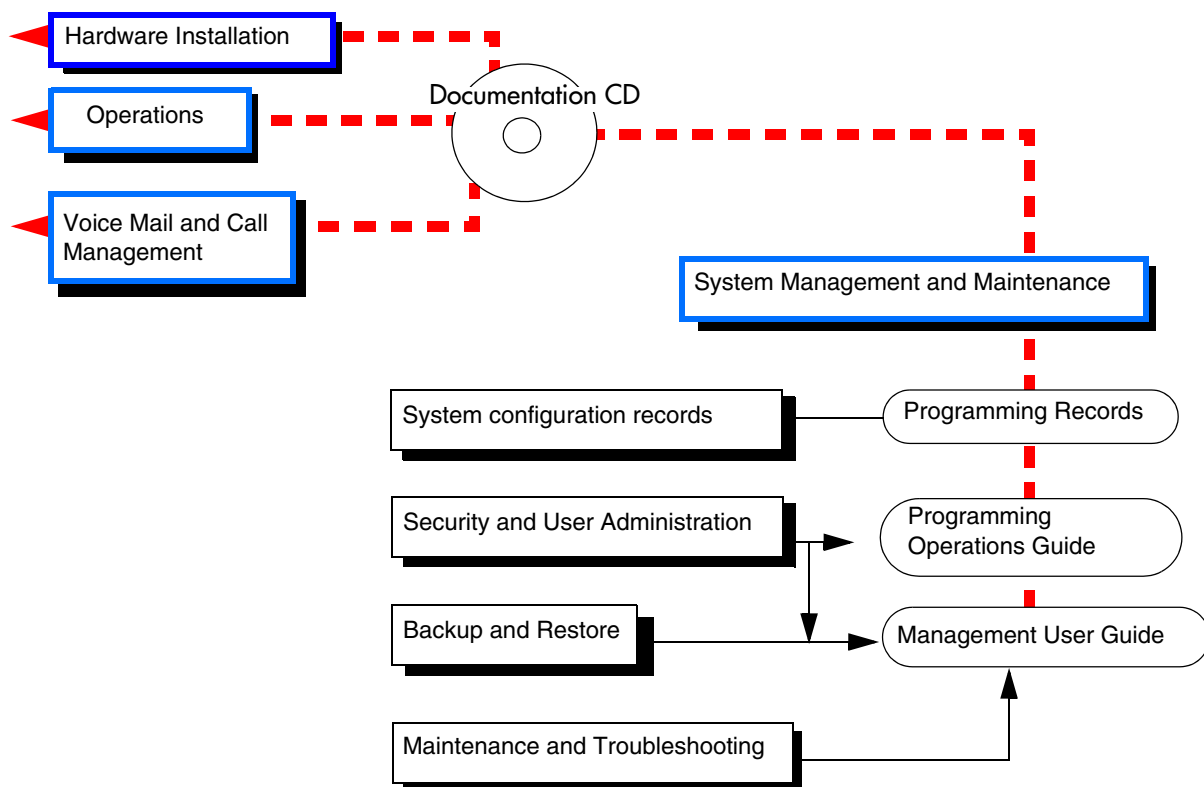 Hardware Installation
Documentation CD
Operations
Voice Mail and Call
Management
System Management and Maintenance
System configuration records
Programming Records
Security and User Administration
Programming
Operations Guide
Backup and Restore
Management User Guide
Maintenance and Troubleshooting